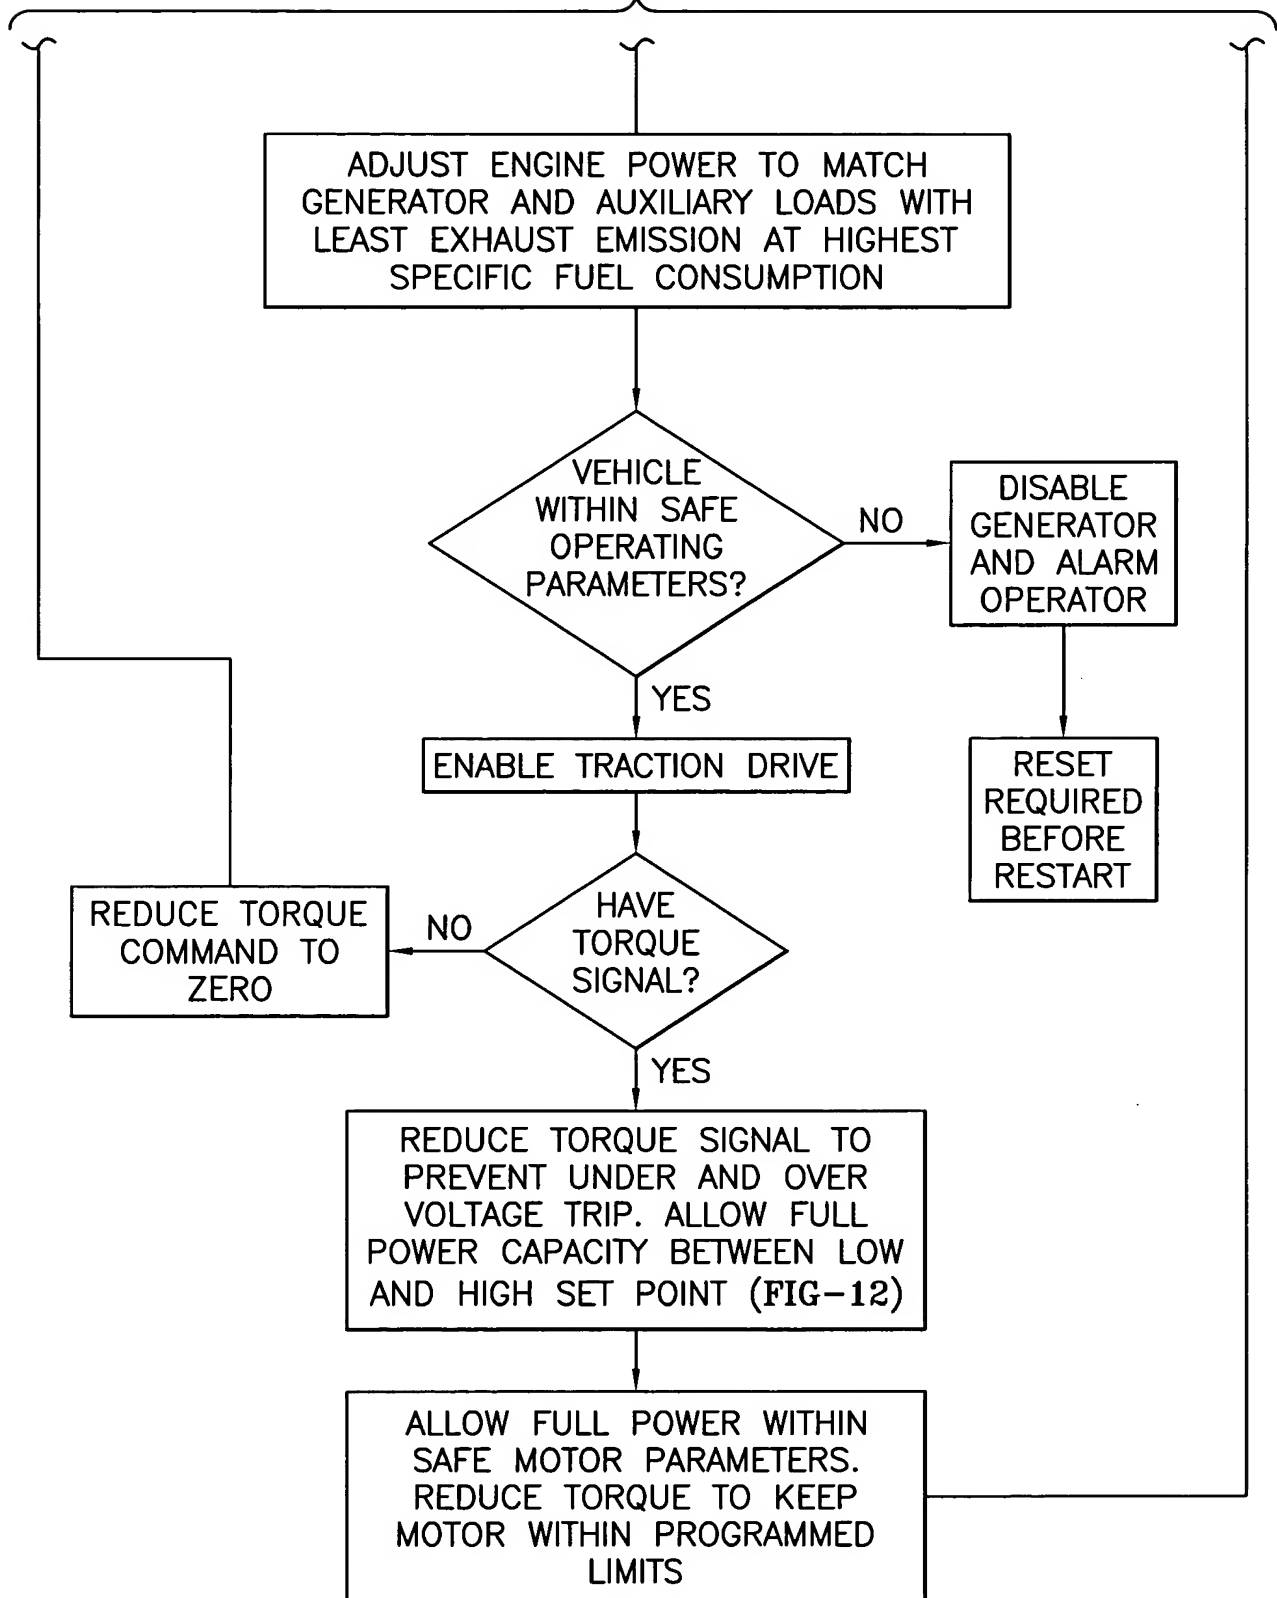 ADJUST ENGINE POWER TO MATCH
GENERATOR AND AUXILIARY LOADS WITH
LEAST EXHAUST EMISSION AT HIGHEST
SPECIFIC FUEL CONSUMPTION
VEHICLE
WITHIN SAFE
OPERATING
PARAMETERS?
NO
DISABLE
GENERATOR
AND ALARM
OPERATOR
YES
ENABLE TRACTION DRIVE
RESET
REQUIRED
BEFORE
RESTART
HAVE
TORQUE
SIGNAL?
NO
REDUCE TORQUE
COMMAND TO
ZERO
YES
REDUCE TORQUE SIGNAL TO
PREVENT UNDER AND OVER
VOLTAGE TRIP. ALLOW FULL
POWER CAPACITY BETWEEN LOW
AND HIGH SET POINT (FIG-12)
ALLOW FULL POWER WITHIN
SAFE MOTOR PARAMETERS.
REDUCE TORQUE TO KEEP
MOTOR WITHIN PROGRAMMED
LIMITS